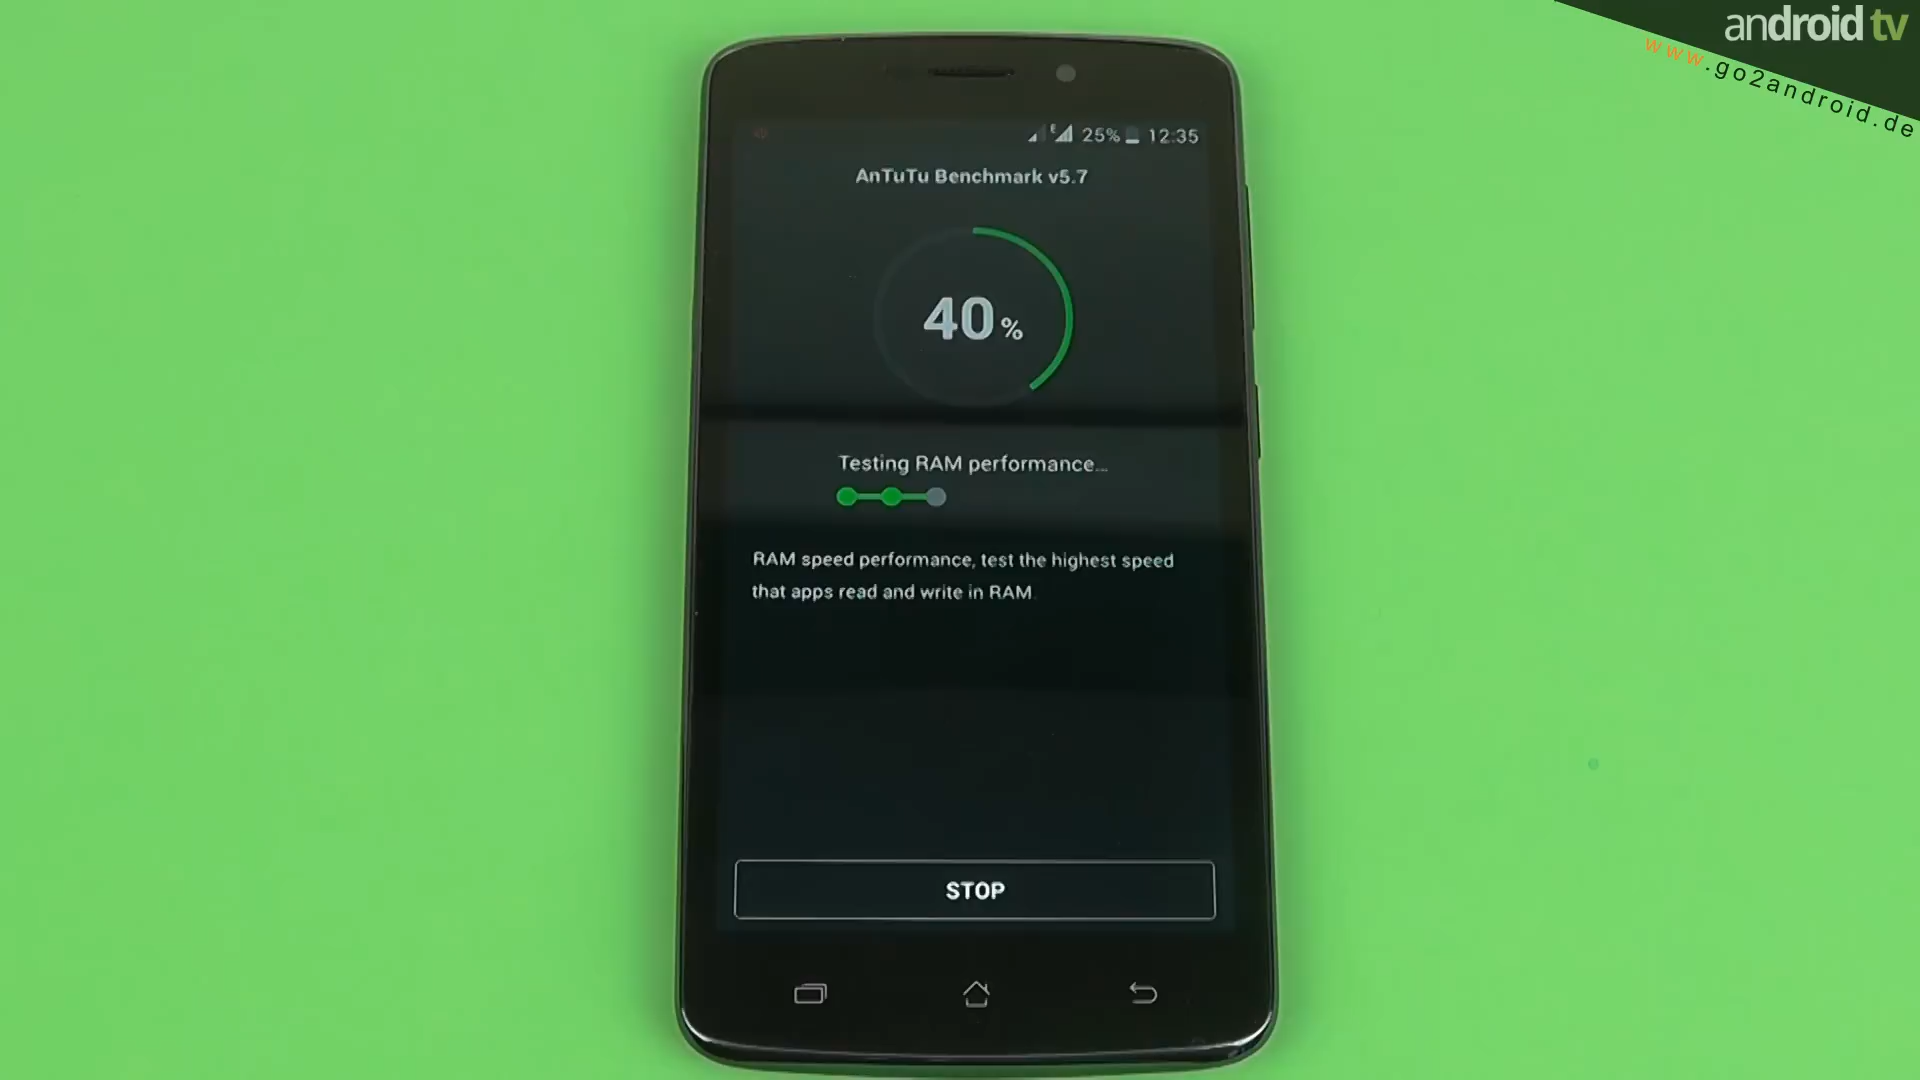 android tv
www.go2android.de
E 25% 12:35
AnTuTu Benchmark v5.7
40%
Testing RAM performance...
RAM speed performance, test the highest speed
that apps read and write in RAM.
STOP